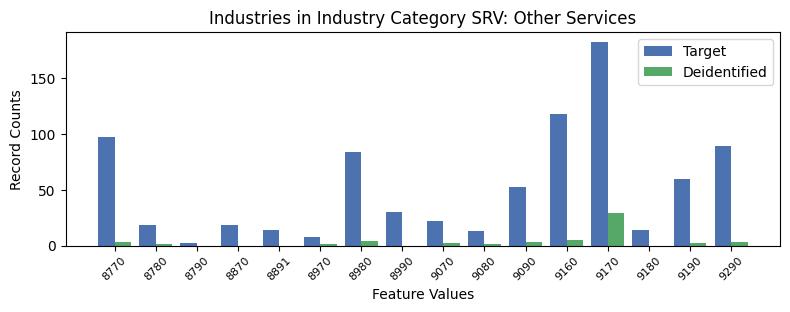 Industries in Industry Category SRV: Other Services
Record Counts
150
100
50
0
Target
Deidentified
8770 8780 8790 8870 8891 8970 8980 8990 9070 9080 9090 9160 9170 9180 9190 9290
Feature Values